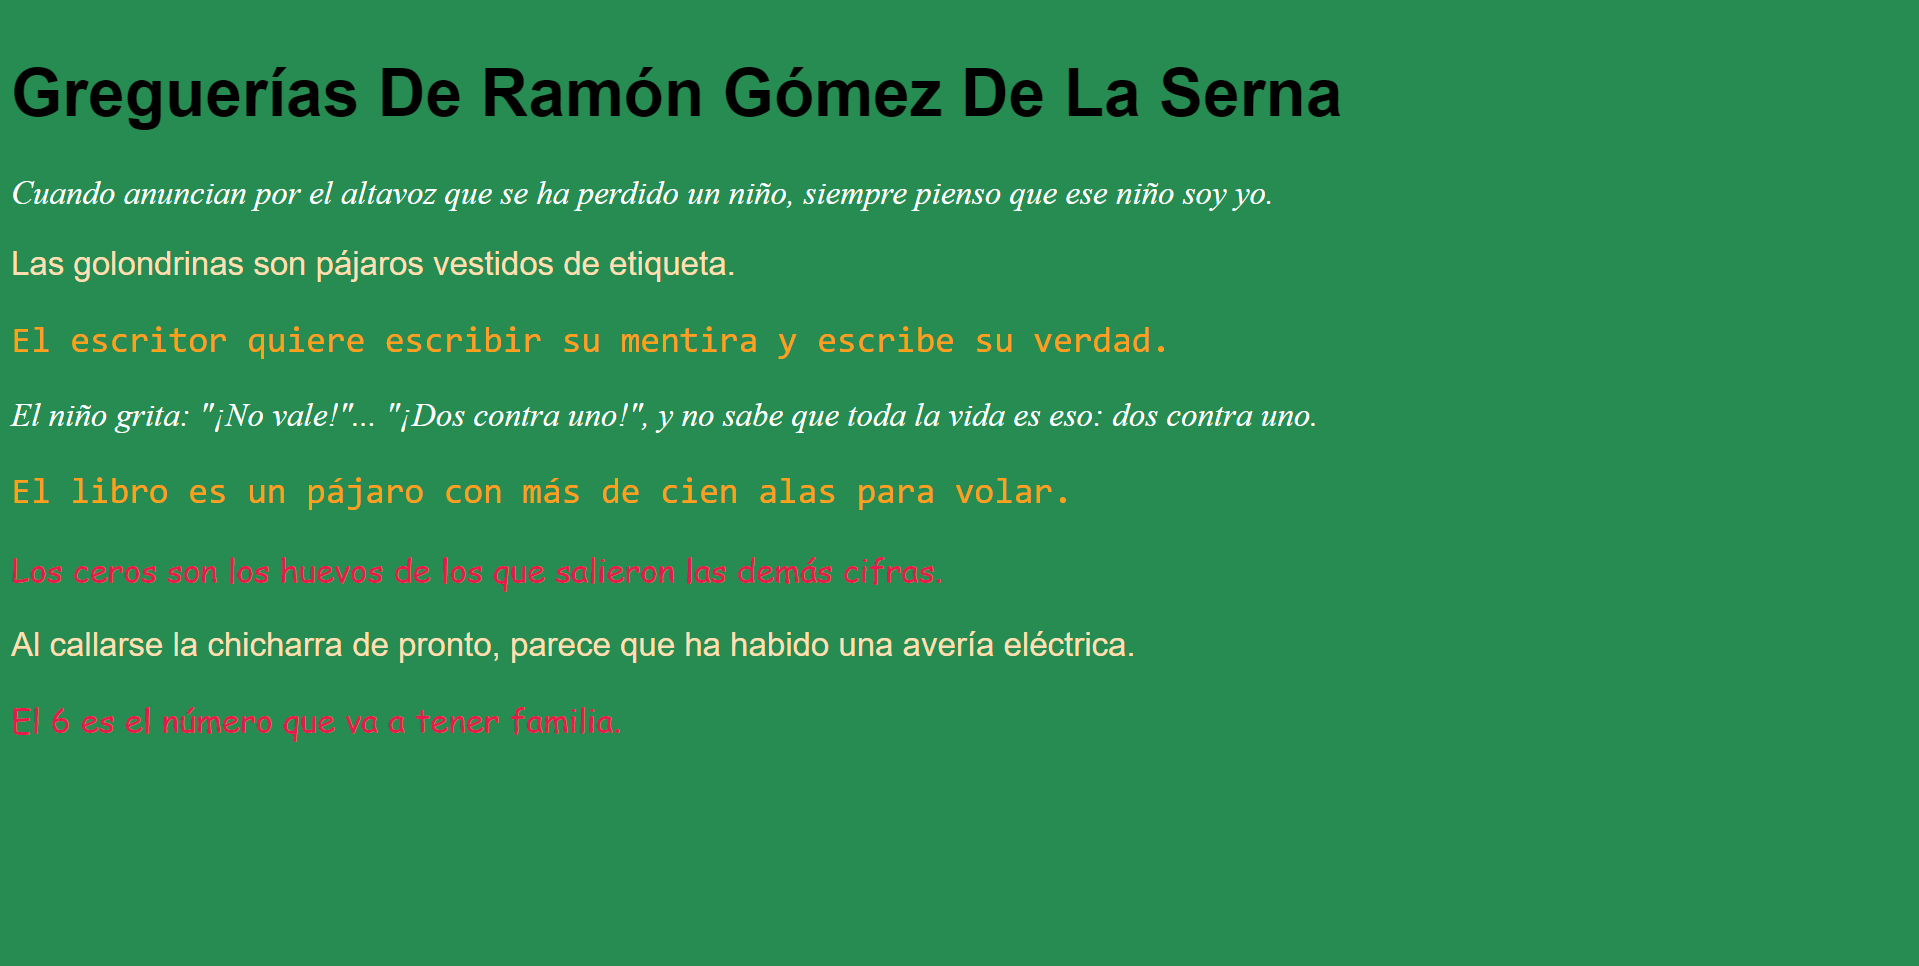 Greguerías De Ramón Gómez De La Serna
Cuando anuncian por el altavoz que se ha perdido un niño, siempre pienso que ese niño soy yo.
Las golondrinas son pájaros vestidos de etiqueta.
El escritor quiere escribir su mentira y escribe su verdad.
El niño grita: "¡No vale!"... "¡Dos contra uno!", y no sabe que toda la vida es eso: dos contra uno.
El libro es un pájaro con más de cien alas para volar.
Los ceros son los huevos de los que salieron las demás cifras.
Al callarse la chicharra de pronto, parece que ha habido una avería eléctrica.
El 6 es el número que va a tener familia.